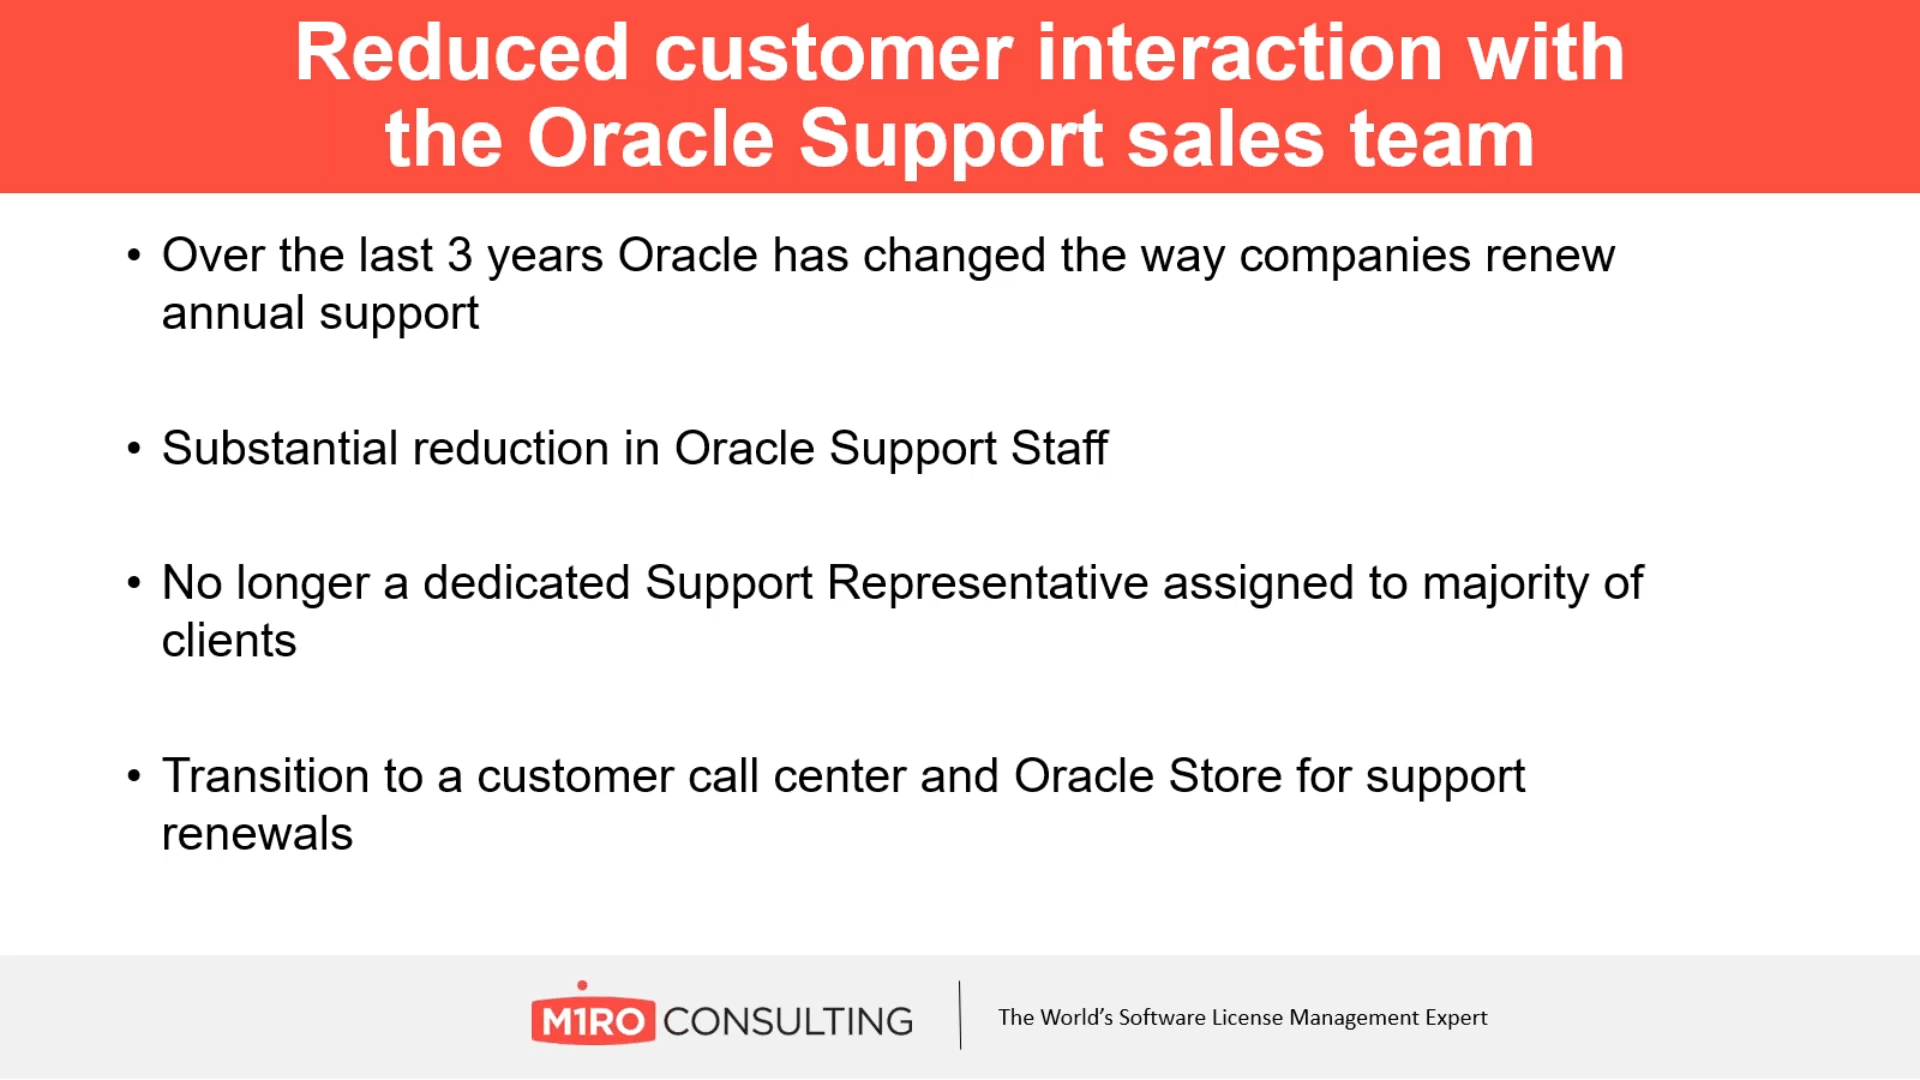 Reduced customer interaction with
the Oracle Support sales team
• Over the last 3 years Oracle has changed the way companies renew
annual support
• Substantial reduction in Oracle Support Staff
• No longer a dedicated Support Representative assigned to majority of
clients
• Transition to a customer call center and Oracle Store for support
renewals
M1RO CONSULTING
The World’s Software License Management Expert